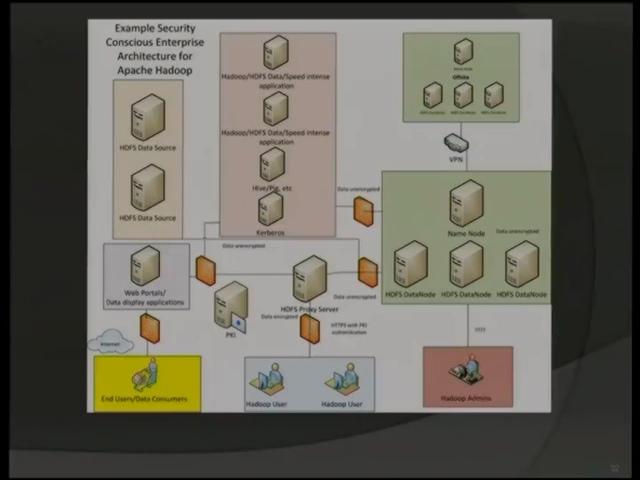 Example Security
Conscious Enterprise
Architecture for
Apache Hadoop
HDFS Data Source
HDFS Data Source
Hadoop/HDFS Data/Speed intense
application
Hadoop/HDFS Data/Speed intense
application
Hive/Pig, etc
Kerberos
Offsite
VPN
Data unencrypted
Name Node
Data unencrypted
HDFS DataNode
HDFS DataNode
HDFS DataNode
Data unencrypted
Web Portals/
Data display applications
HDFS Proxy Server
Data unencrypted
Data encrypted
PKI
HTTPS with PKI
authentication
Internet
End Users/Data Consumers
Hadoop User
Hadoop User
Hadoop Admins
32